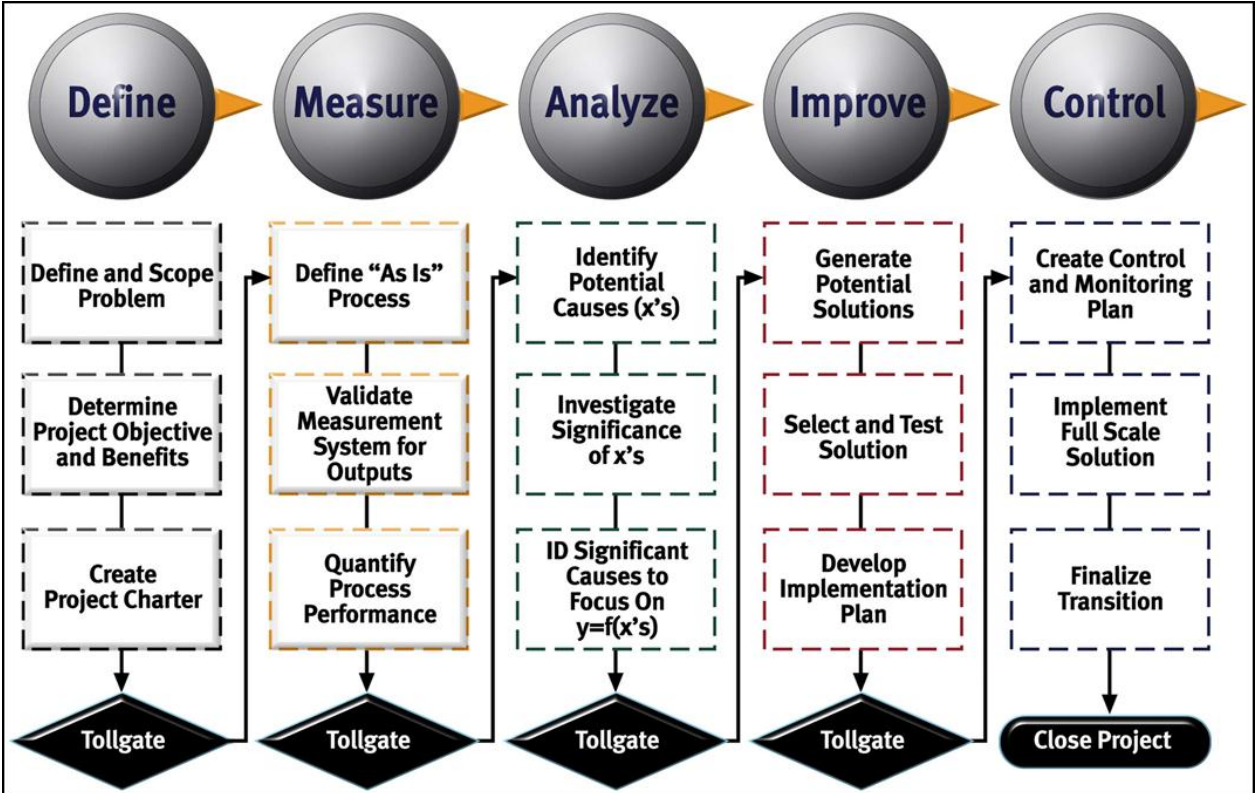 Define
Measure
Analyze
Improve
Control
Define and Scope
Problem
Determine
Project Objective
and Benefits
Create
Project Charter
Tollgate
Define “As Is”
Process
Validate
Measurement
System for
Outputs
Quantify
Process
Performance
Tollgate
Identify
Potential
Causes (x’s)
Investigate
Significance
of x’s
ID Significant
Causes to
Focus On
y=f(x’s)
Tollgate
Generate
Potential
Solutions
Select and Test
Solution
Develop
Implementation
Plan
Tollgate
Create Control
and Monitoring
Plan
Implement
Full Scale
Solution
Finalize
Transition
Close Project